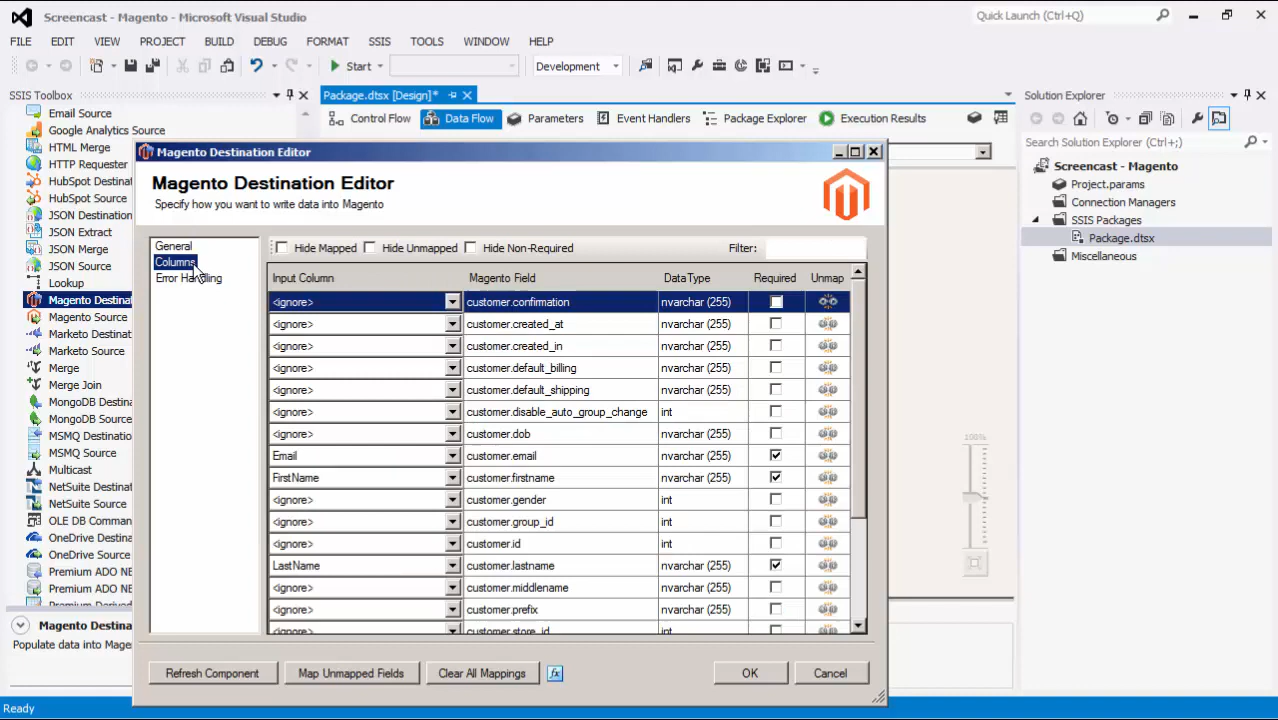 Screencast - Magento - Microsoft Visual Studio
Quick Launch (Ctrl+Q)
FILE EDIT VIEW PROJECT BUILD DEBUG FORMAT SSIS TOOLS WINDOW HELP
Start Development
SSIS Toolbox
Package.dtsx [Design]*
Solution Explorer
Control Flow Data Flow Parameters Event Handlers Package Explorer Execution Results
Search Solution Explorer (Ctrl+;)
Screencast - Magento
Project.params
Connection Managers
SSIS Packages
Package.dtsx
Miscellaneous
Email Source
Google Analytics Source
HTML Merge
HTTP Requester
HubSpot Destinat
HubSpot Source
JSON Destination
JSON Extract
JSON Merge
JSON Source
Lookup
Magento Destinat
Magento Source
Marketo Destinat
Marketo Source
Merge
Merge Join
MongoDB Destina
MongoDB Source
MSMQ Destinatio
MSMQ Source
Multicast
NetSuite Destinat
NetSuite Source
OLE DB Comman
OneDrive Destina
OneDrive Source
Premium ADO NE
Premium ADO NE
Premium Derived
Magento Destina
Populate data into Mage
Magento Destination Editor
Magento Destination Editor
Specify how you want to write data into Magento
General
Columns
Error Handling
Hide Mapped Hide Unmapped Hide Non-Required Filter:
Input Column Magento Field DataType Required Unmap
<ignore> customer.confirmation nvarchar (255)
<ignore> customer.created_at nvarchar (255)
<ignore> customer.created_in nvarchar (255)
<ignore> customer.default_billing nvarchar (255)
<ignore> customer.default_shipping nvarchar (255)
<ignore> customer.disable_auto_group_change int
<ignore> customer.dob nvarchar (255)
Email customer.email nvarchar (255)
FirstName customer.firstname nvarchar (255)
<ignore> customer.gender int
<ignore> customer.group_id int
<ignore> customer.id int
LastName customer.lastname nvarchar (255)
<ignore> customer.middlename nvarchar (255)
<ignore> customer.prefix nvarchar (255)
<ignore> customer.store_id int
Refresh Component Map Unmapped Fields Clear All Mappings fx OK Cancel
100%
Ready